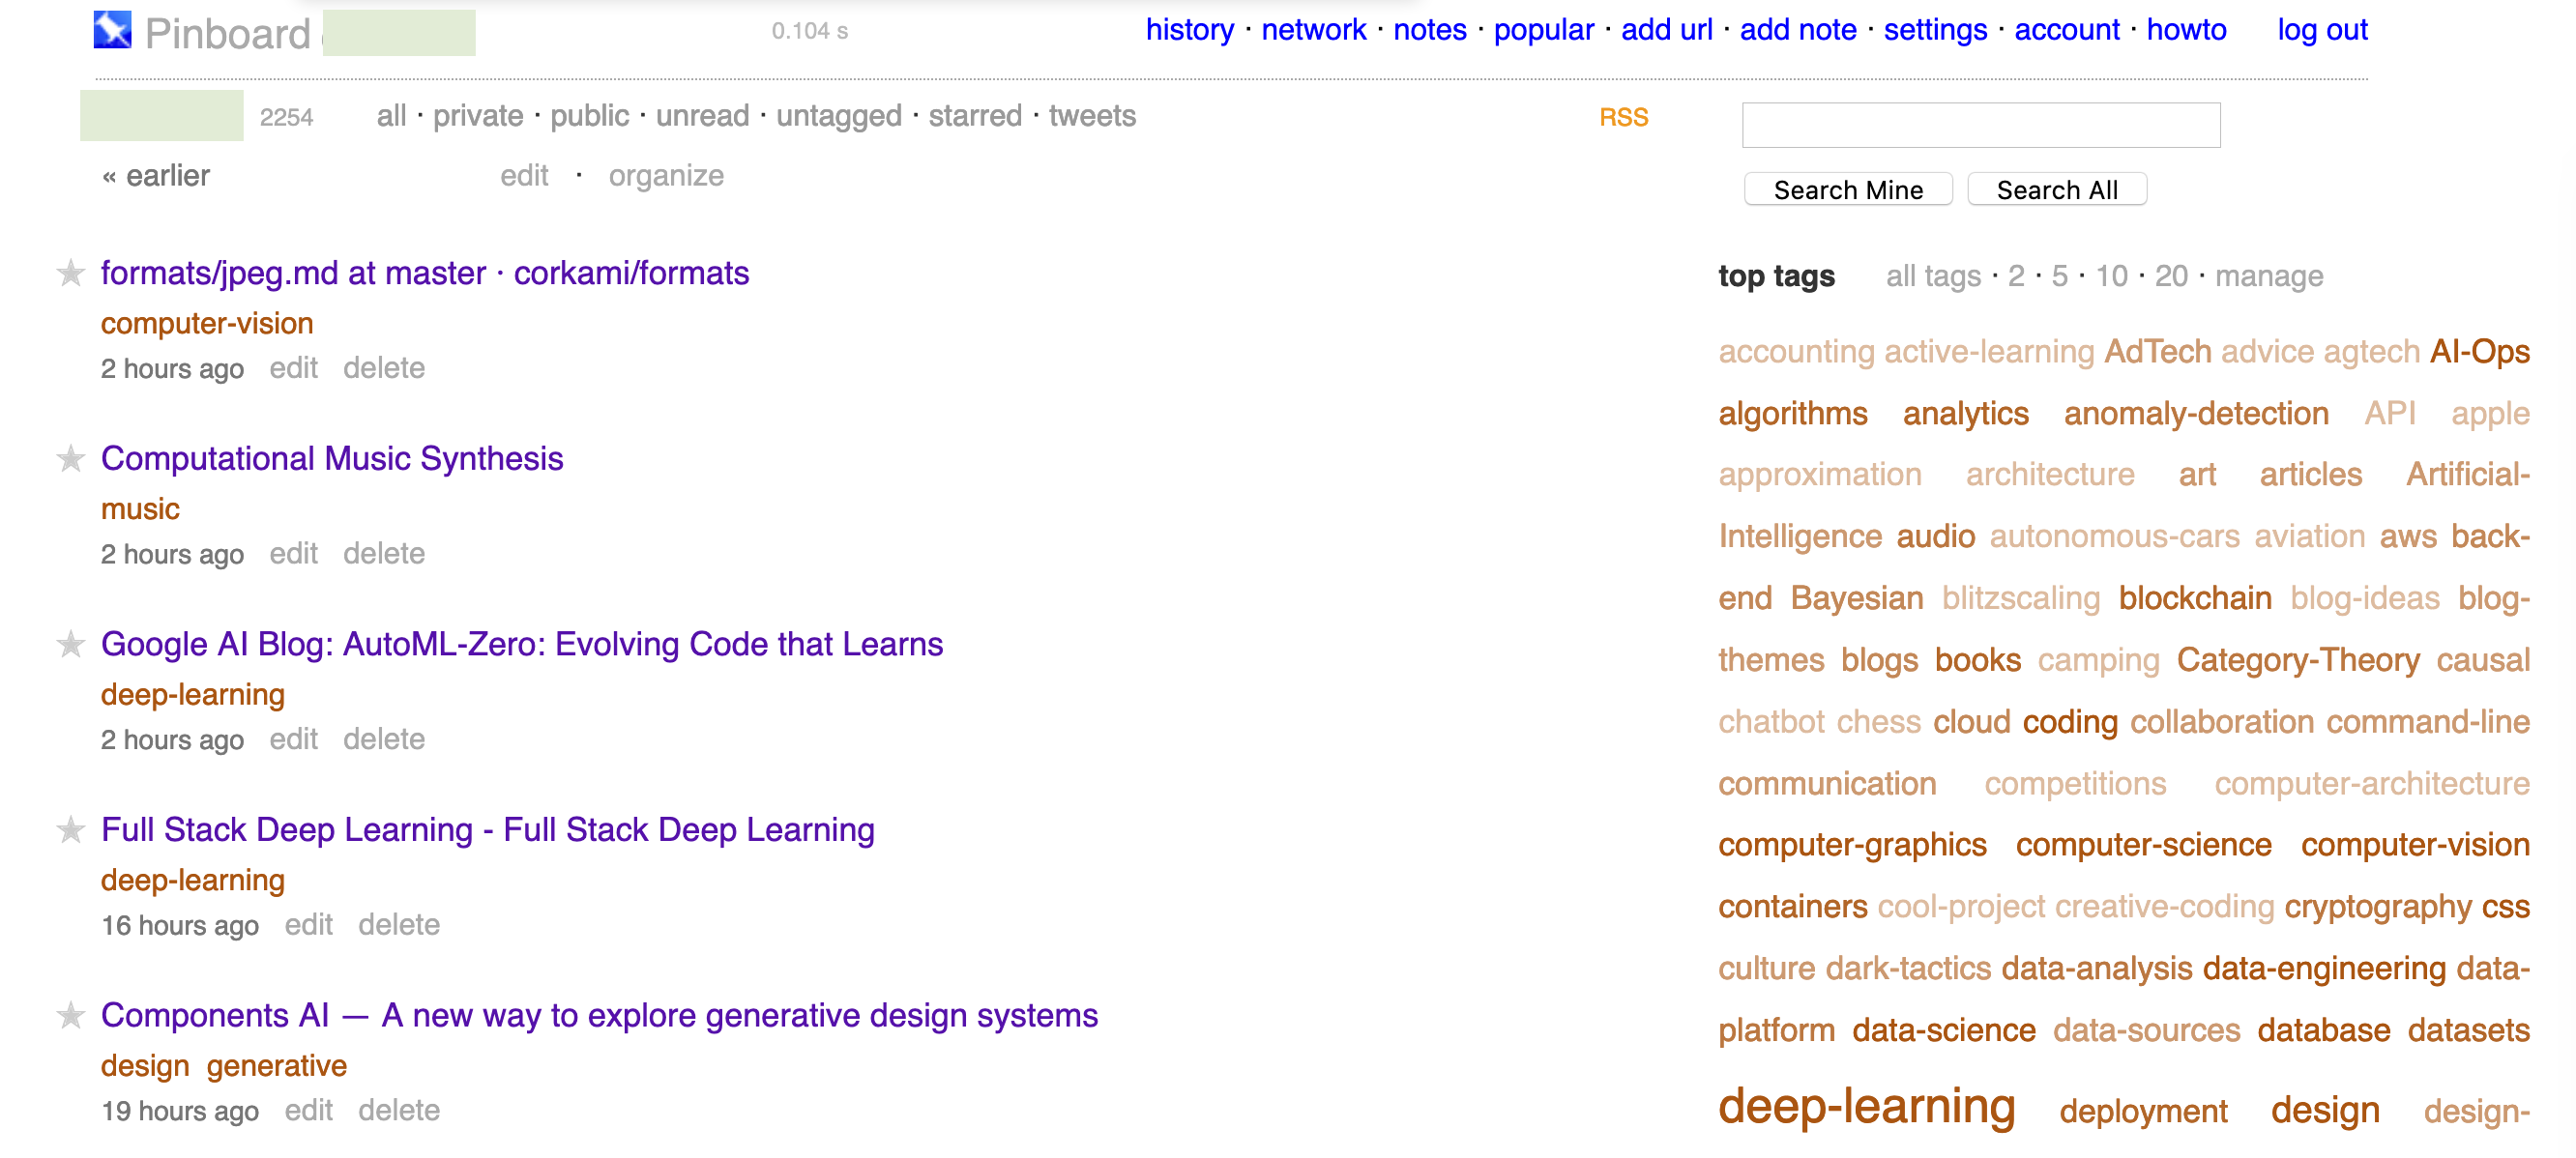 Pinboard
0.104 s
history · network · notes · popular · add url · add note · settings · account · howto log out
2254 all · private · public · unread · untagged · starred · tweets
RSS
« earlier edit · organize
Search Mine Search All
formats/jpeg.md at master · corkami/formats
computer-vision
2 hours ago edit delete
Computational Music Synthesis
music
2 hours ago edit delete
Google AI Blog: AutoML-Zero: Evolving Code that Learns
deep-learning
2 hours ago edit delete
Full Stack Deep Learning - Full Stack Deep Learning
deep-learning
16 hours ago edit delete
Components AI — A new way to explore generative design systems
design generative
19 hours ago edit delete
top tags all tags · 2 · 5 · 10 · 20 · manage
accounting active-learning AdTech advice agtech AI-Ops
algorithms analytics anomaly-detection API apple
approximation architecture art articles Artificial-
Intelligence audio autonomous-cars aviation aws back-
end Bayesian blitzscaling blockchain blog-ideas blog-
themes blogs books camping Category-Theory causal
chatbot chess cloud coding collaboration command-line
communication competitions computer-architecture
computer-graphics computer-science computer-vision
containers cool-project creative-coding cryptography css
culture dark-tactics data-analysis data-engineering data-
platform data-science data-sources database datasets
deep-learning deployment design design-